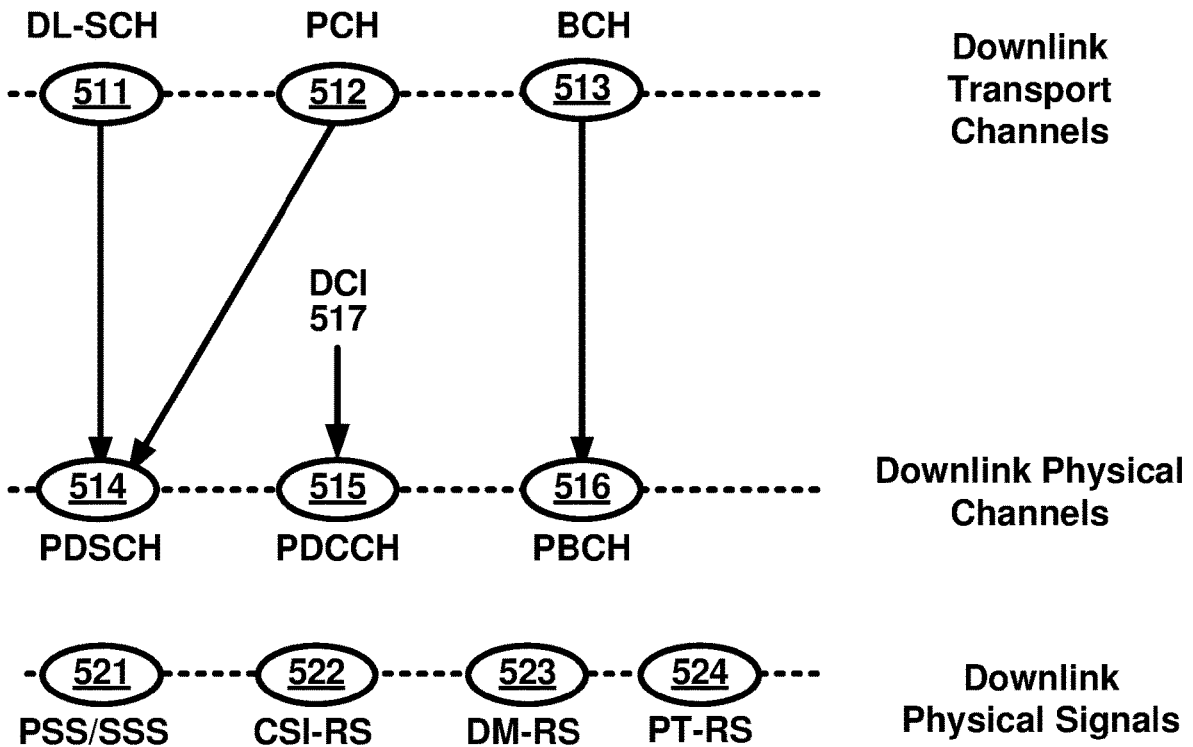 DL-SCH PCH BCH
511 512 513
Downlink
Transport
Channels
DCI
517
514 515 516
PDSCH PDCCH PBCH
Downlink Physical
Channels
521 522 523 524
PSS/SSS CSI-RS DM-RS PT-RS
Downlink
Physical Signals